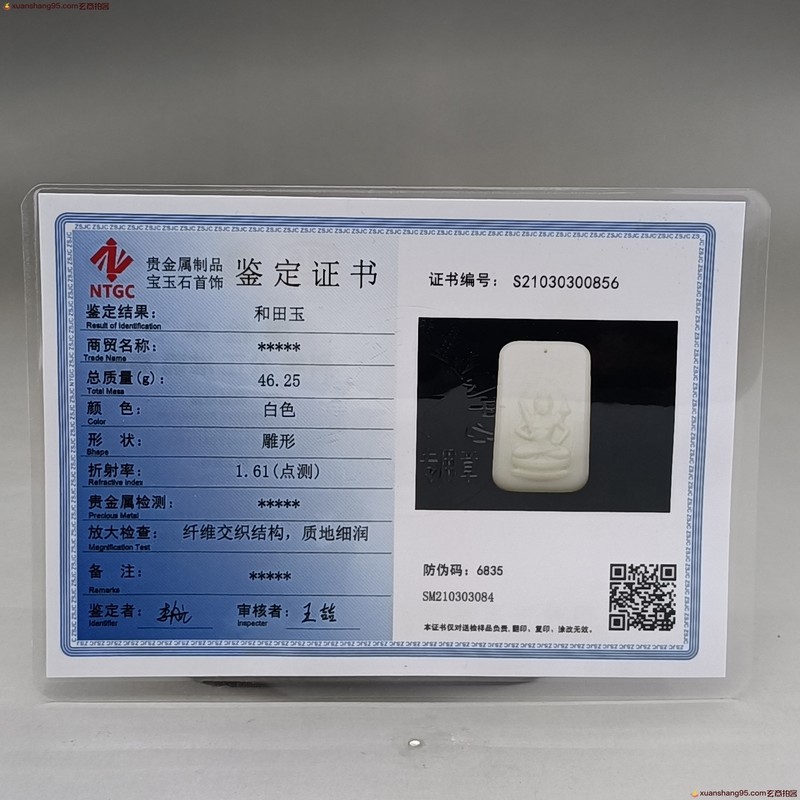 xuanshang95.com玄商拍客
NTGC
贵金属制品
宝玉石首饰
鉴定证书
鉴定结果：
和田玉
Result of Identification
商贸名称：
*****
Trade Name
总质量(g)：
46.25
Total Mass
颜 色：
白色
Color
形 状：
雕形
Shape
折射率：
1.61(点测)
Refractive Index
贵金属检测：
*****
Precious Metal
放大检查：
纤维交织结构，质地细润
Magnification Test
备 注：
*****
Remarks
鉴定者：
Identifier
审核者：
王喆
Inspecter
证书编号： S21030300856
防伪码：6835
SM210303084
本证书仅对送检样品负责，翻印、复印、涂改无效。
xuanshang95.com玄商拍客